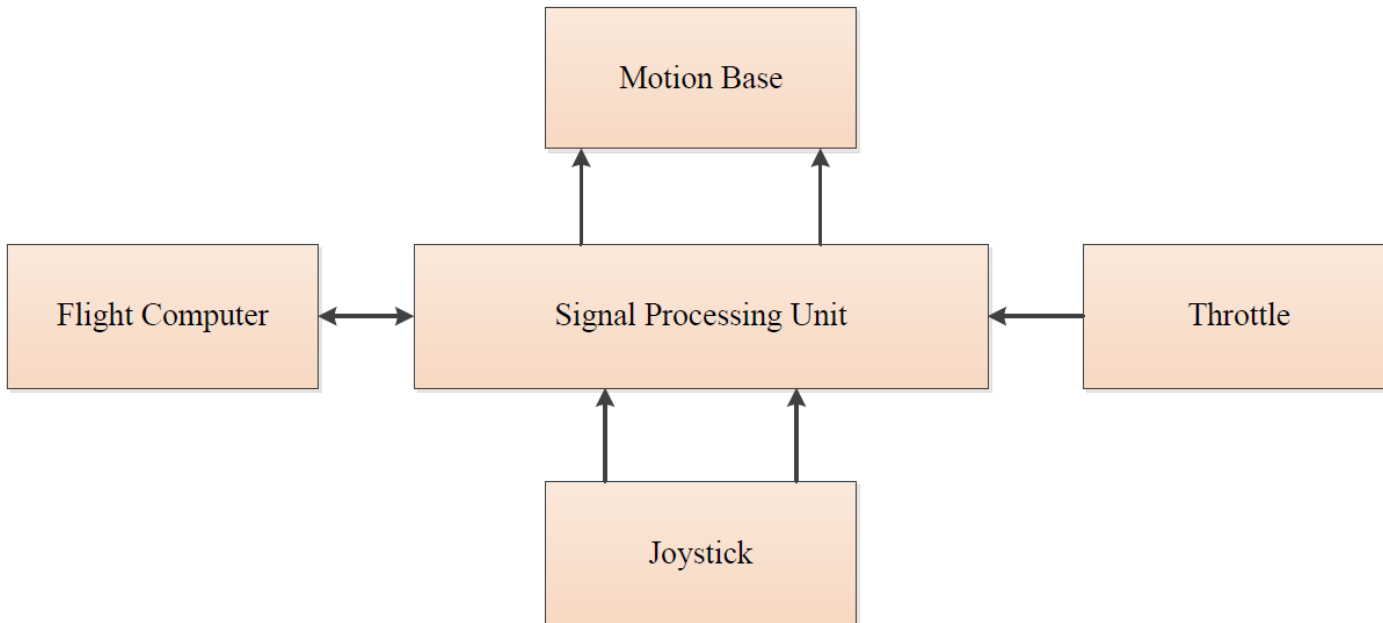 Motion Base
Flight Computer
Signal Processing Unit
Throttle
Joystick